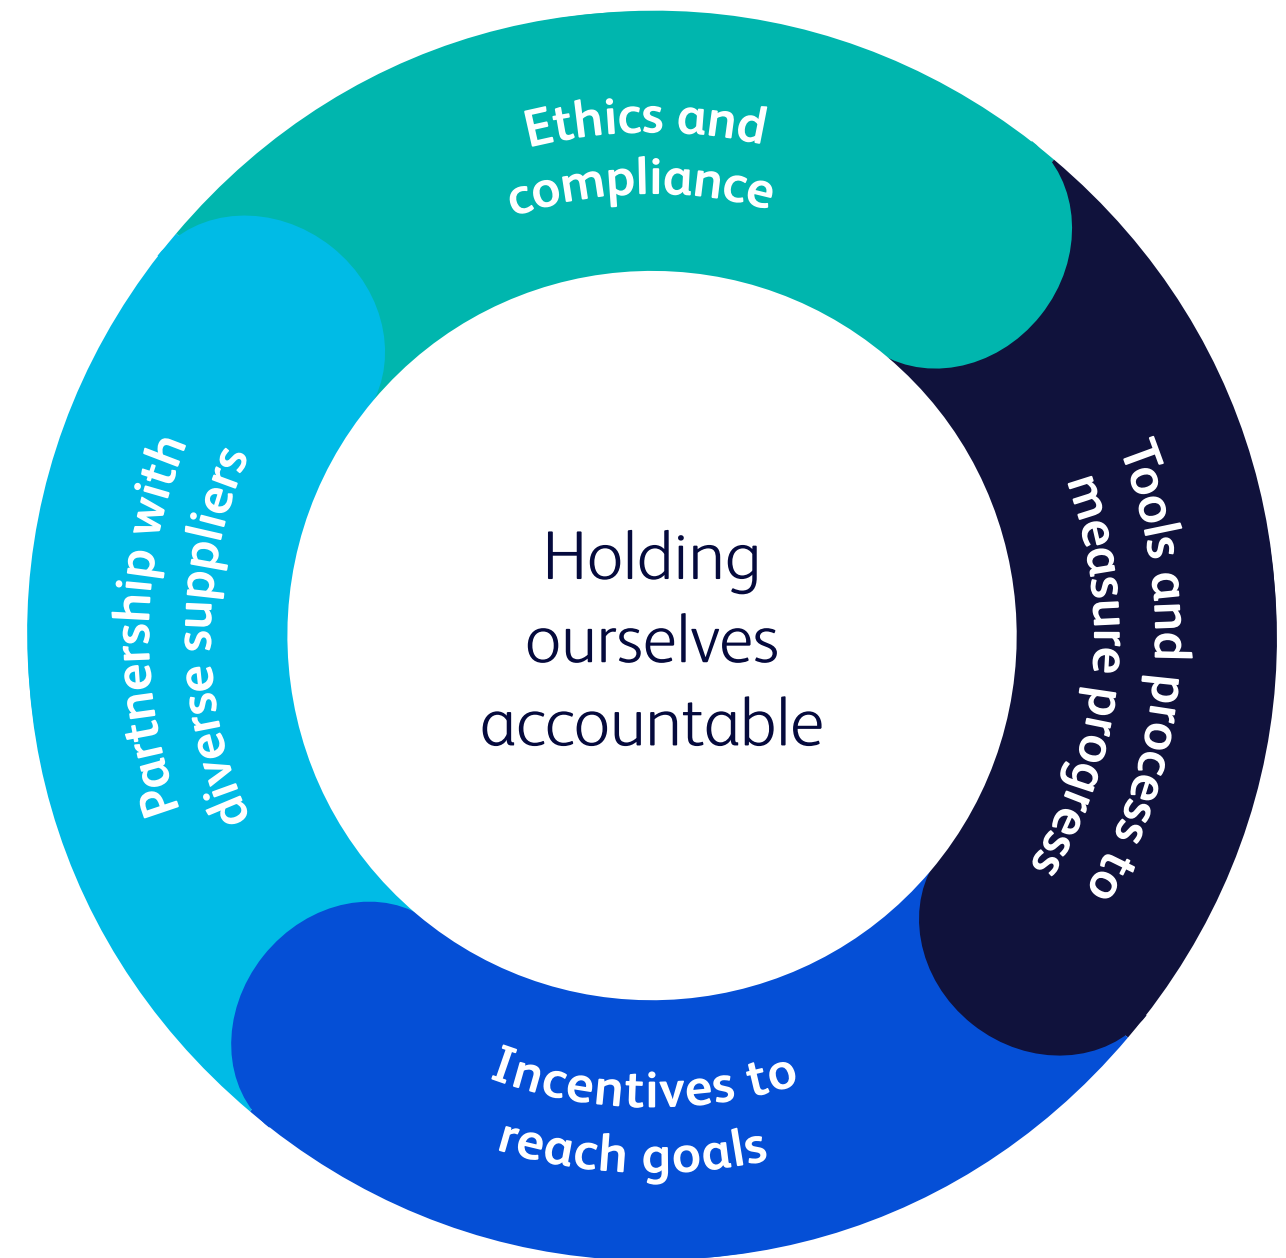 Ethics and
compliance
Tools and process to
measure progress
Incentives to
reach goals
Partnership with
diverse suppliers
Holding
ourselves
accountable